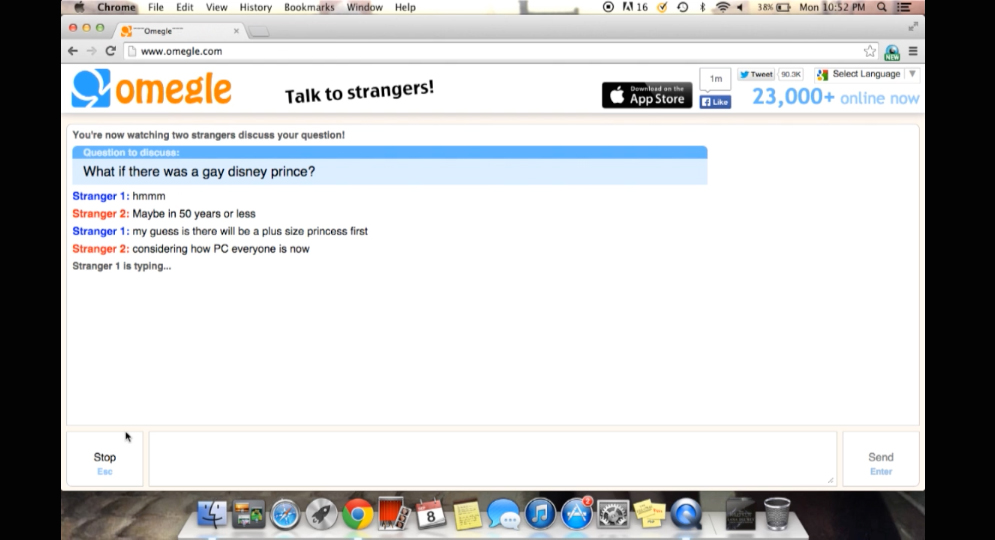 Chrome File Edit View History Bookmarks Window Help 16 38% Mon 10:52 PM
Omegle
www.omegle.com NEW
omegle Talk to strangers! Download on the App Store 1m Like Tweet 90.3K Select Language
23,000+ online now
You're now watching two strangers discuss your question!
Question to discuss:
What if there was a gay disney prince?
Stranger 1: hmmm
Stranger 2: Maybe in 50 years or less
Stranger 1: my guess is there will be a plus size princess first
Stranger 2: considering how PC everyone is now
Stranger 1 is typing...
Stop
Esc
Send
Enter
8
2